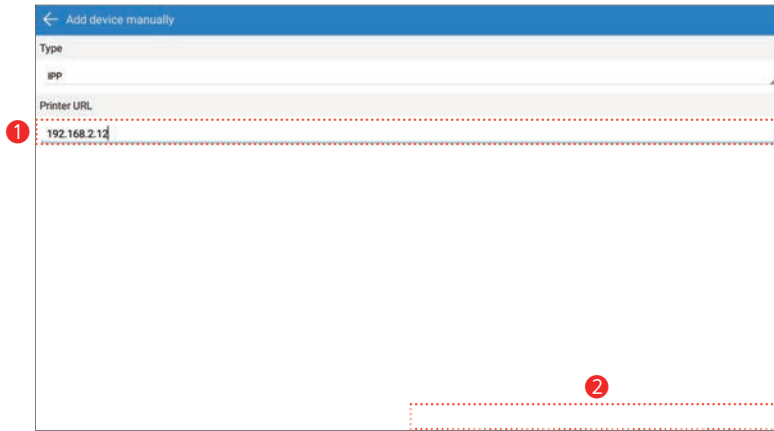 Add device manually
Type
IPP
Printer URL
1
192.168.2.12
2